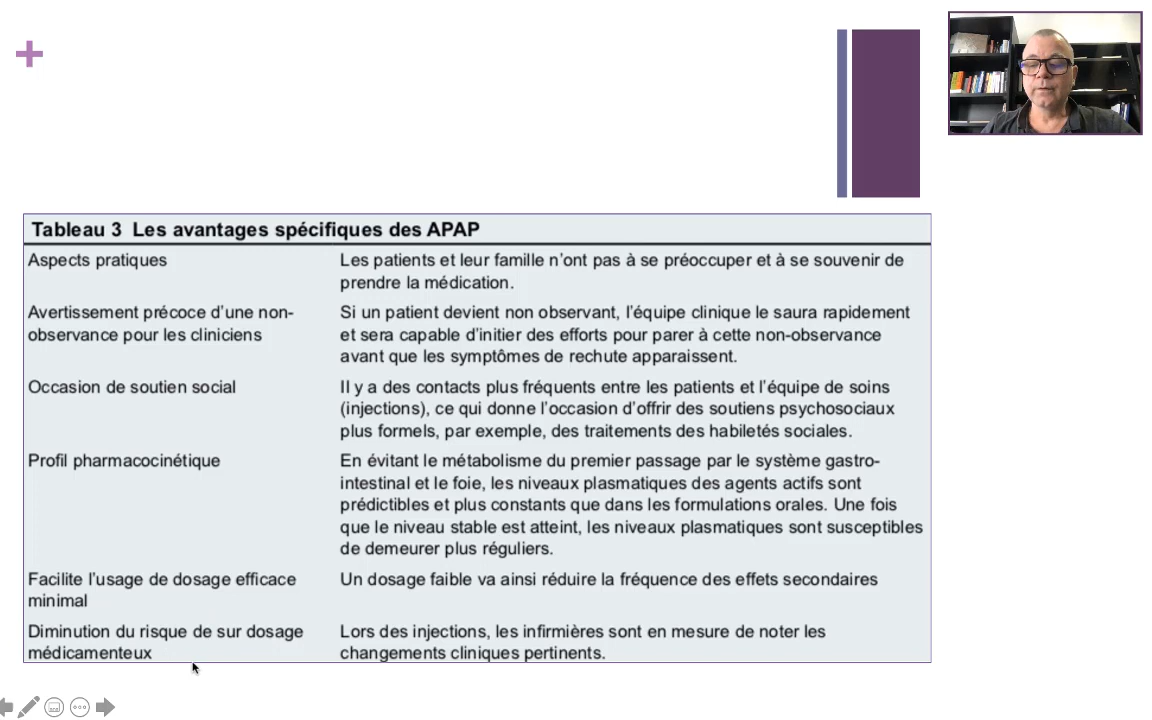 Tableau 3 Les avantages spécifiques des APAP
Aspects pratiques
Les patients et leur famille n'ont pas à se préoccuper et à se souvenir de
prendre la médication.
Avertissement précoce d'une non-
observance pour les cliniciens
Si un patient devient non observant, l'équipe clinique le saura rapidement
et sera capable d'initier des efforts pour parer à cette non-observance
avant que les symptômes de rechute apparaissent.
Occasion de soutien social
Il y a des contacts plus fréquents entre les patients et l'équipe de soins
(injections), ce qui donne l'occasion d'offrir des soutiens psychosociaux
plus formels, par exemple, des traitements des habiletés sociales.
Profil pharmacocinétique
En évitant le métabolisme du premier passage par le système gastro-
intestinal et le foie, les niveaux plasmatiques des agents actifs sont
prédictibles et plus constants que dans les formulations orales. Une fois
que le niveau stable est atteint, les niveaux plasmatiques sont susceptibles
de demeurer plus réguliers.
Facilite l'usage de dosage efficace
minimal
Un dosage faible va ainsi réduire la fréquence des effets secondaires
Diminution du risque de sur dosage
médicamenteux
Lors des injections, les infirmières sont en mesure de noter les
changements cliniques pertinents.